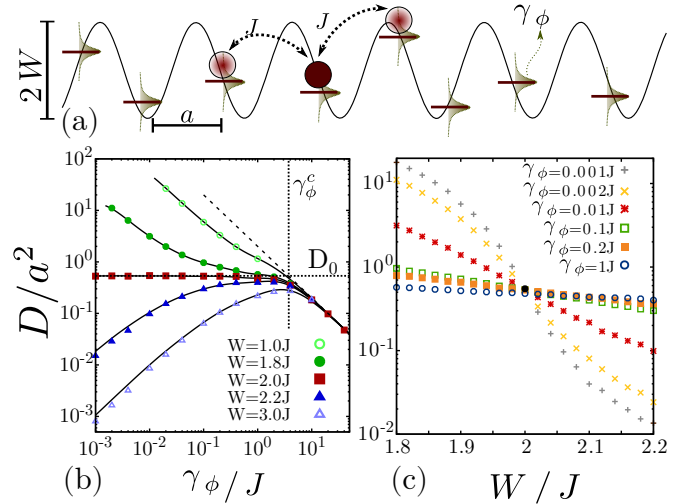 J
J
γ_ϕ
2W
a
(a)
10^2
10^1
10^0
10^-1
10^-2
10^-3
D/a^2
γ_ϕ^c
D_0
W=1.0J
W=1.8J
W=2.0J
W=2.2J
W=3.0J
10^-3
10^-2
10^-1
10^0
10^1
(b)
γ_ϕ/J
10^1
10^0
10^-1
10^-2
γ_ϕ=0.001J
γ_ϕ=0.002J
γ_ϕ=0.01J
γ_ϕ=0.1J
γ_ϕ=0.2J
γ_ϕ=1J
1.8
1.9
2
2.1
2.2
(c)
W/J